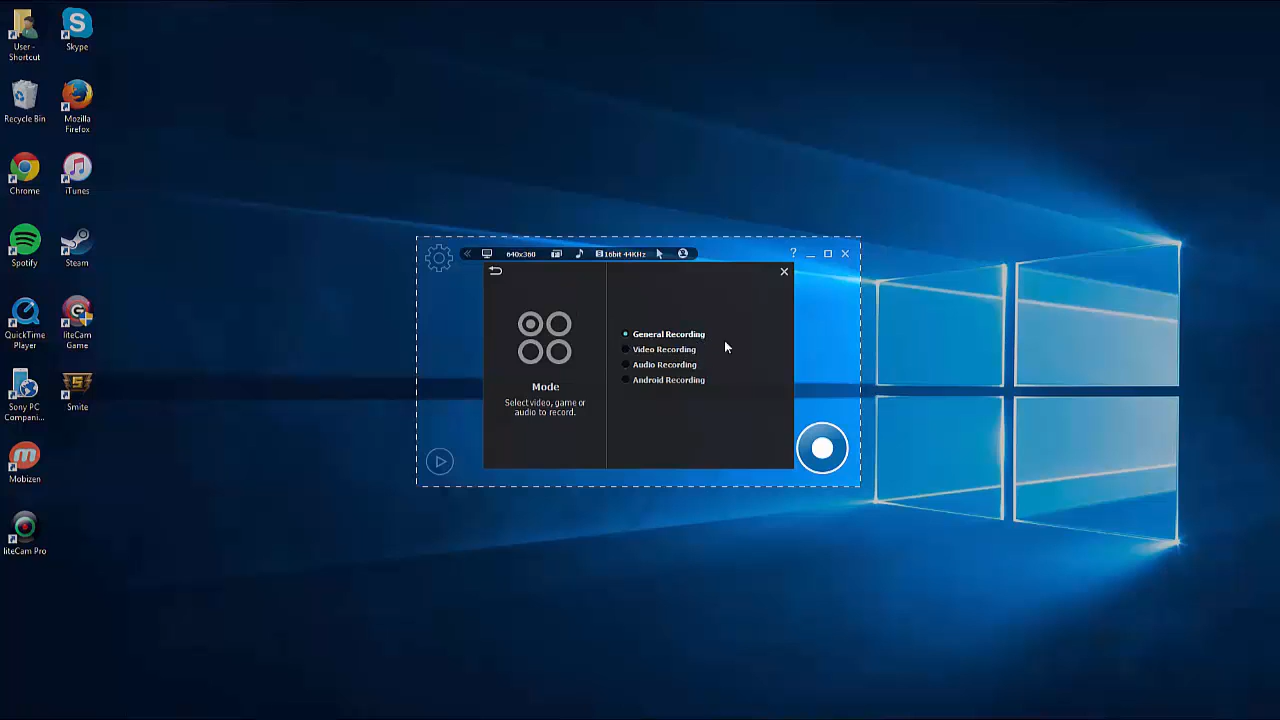 User -
Shortcut
Skype
Recycle Bin
Mozilla
Firefox
Chrome
iTunes
Spotify
Steam
QuickTime
Player
liteCam
Game
Sony PC
Compani...
Smite
Mobizen
liteCam Pro
640x360
16bit 44KHz
?
Mode
Select video, game or
audio to record.
General Recording
Video Recording
Audio Recording
Android Recording